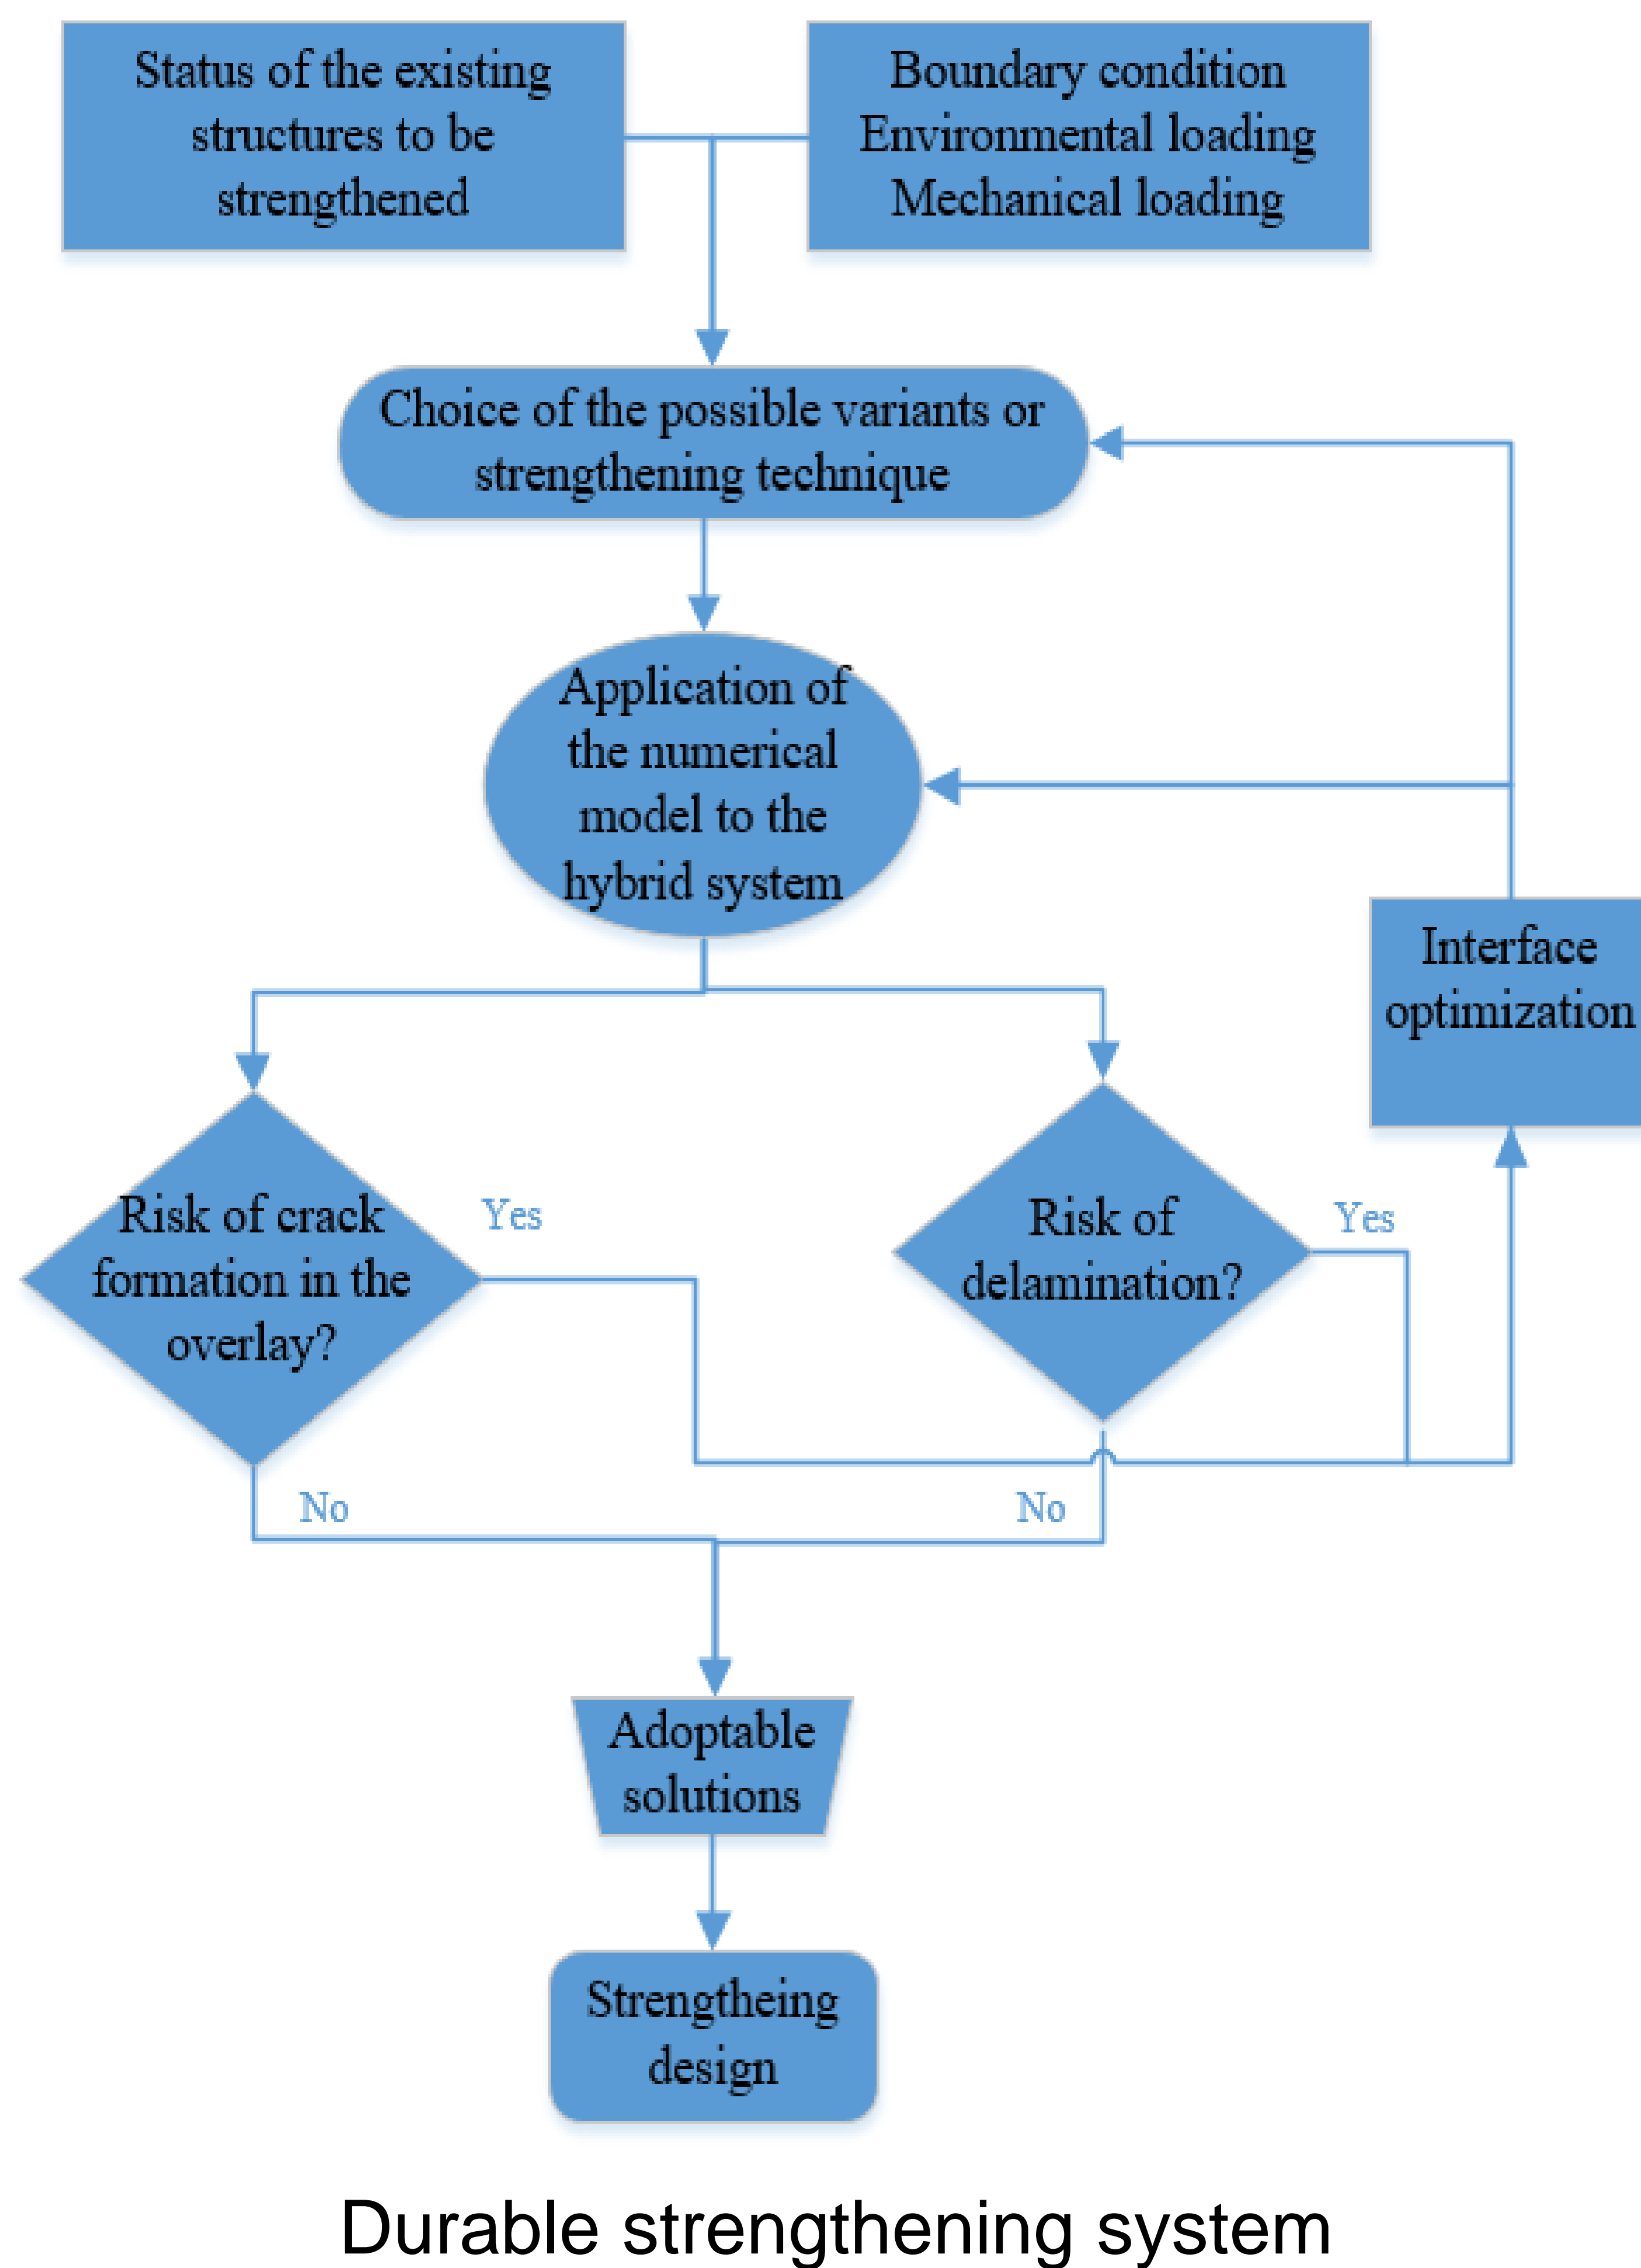 Status of the existing
structures to be
strengthened
Boundary condition
Environmental loading
Mechanical loading
Choice of the possible variants or
strengthening technique
Application of
the numerical
model to the
hybrid system
Interface
optimization
Risk of crack
formation in the
overlay?
Yes
Risk of
delamination?
Yes
No
No
Adoptable
solutions
Strengtheing
design
Durable strengthening system